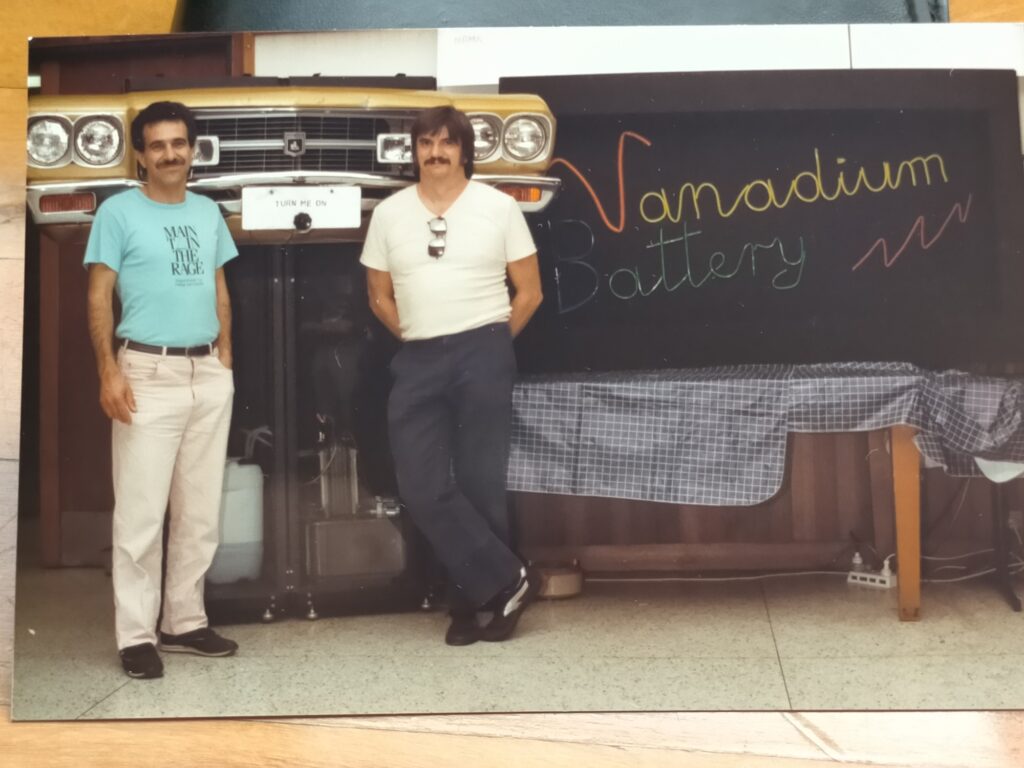 TURN ME ON
MAIN
T IN
THE
RAGE
Vanadium
Battery